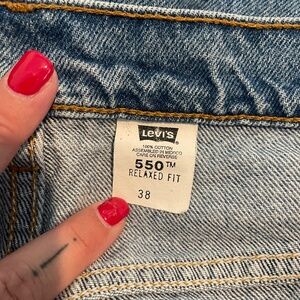 LEVI'S
100% COTTON
ASSEMBLED IN MEXICO
CARE ON REVERSE
550™
RELAXED FIT
38